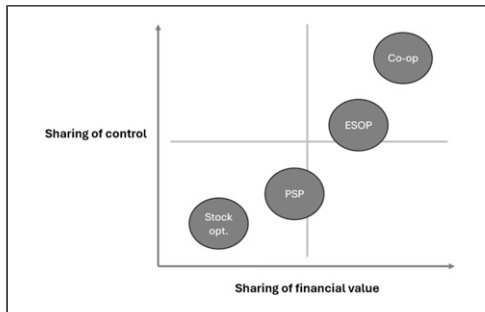 Co-op
ESOP
Sharing of control
PSP
Stock
opt.
Sharing of financial value